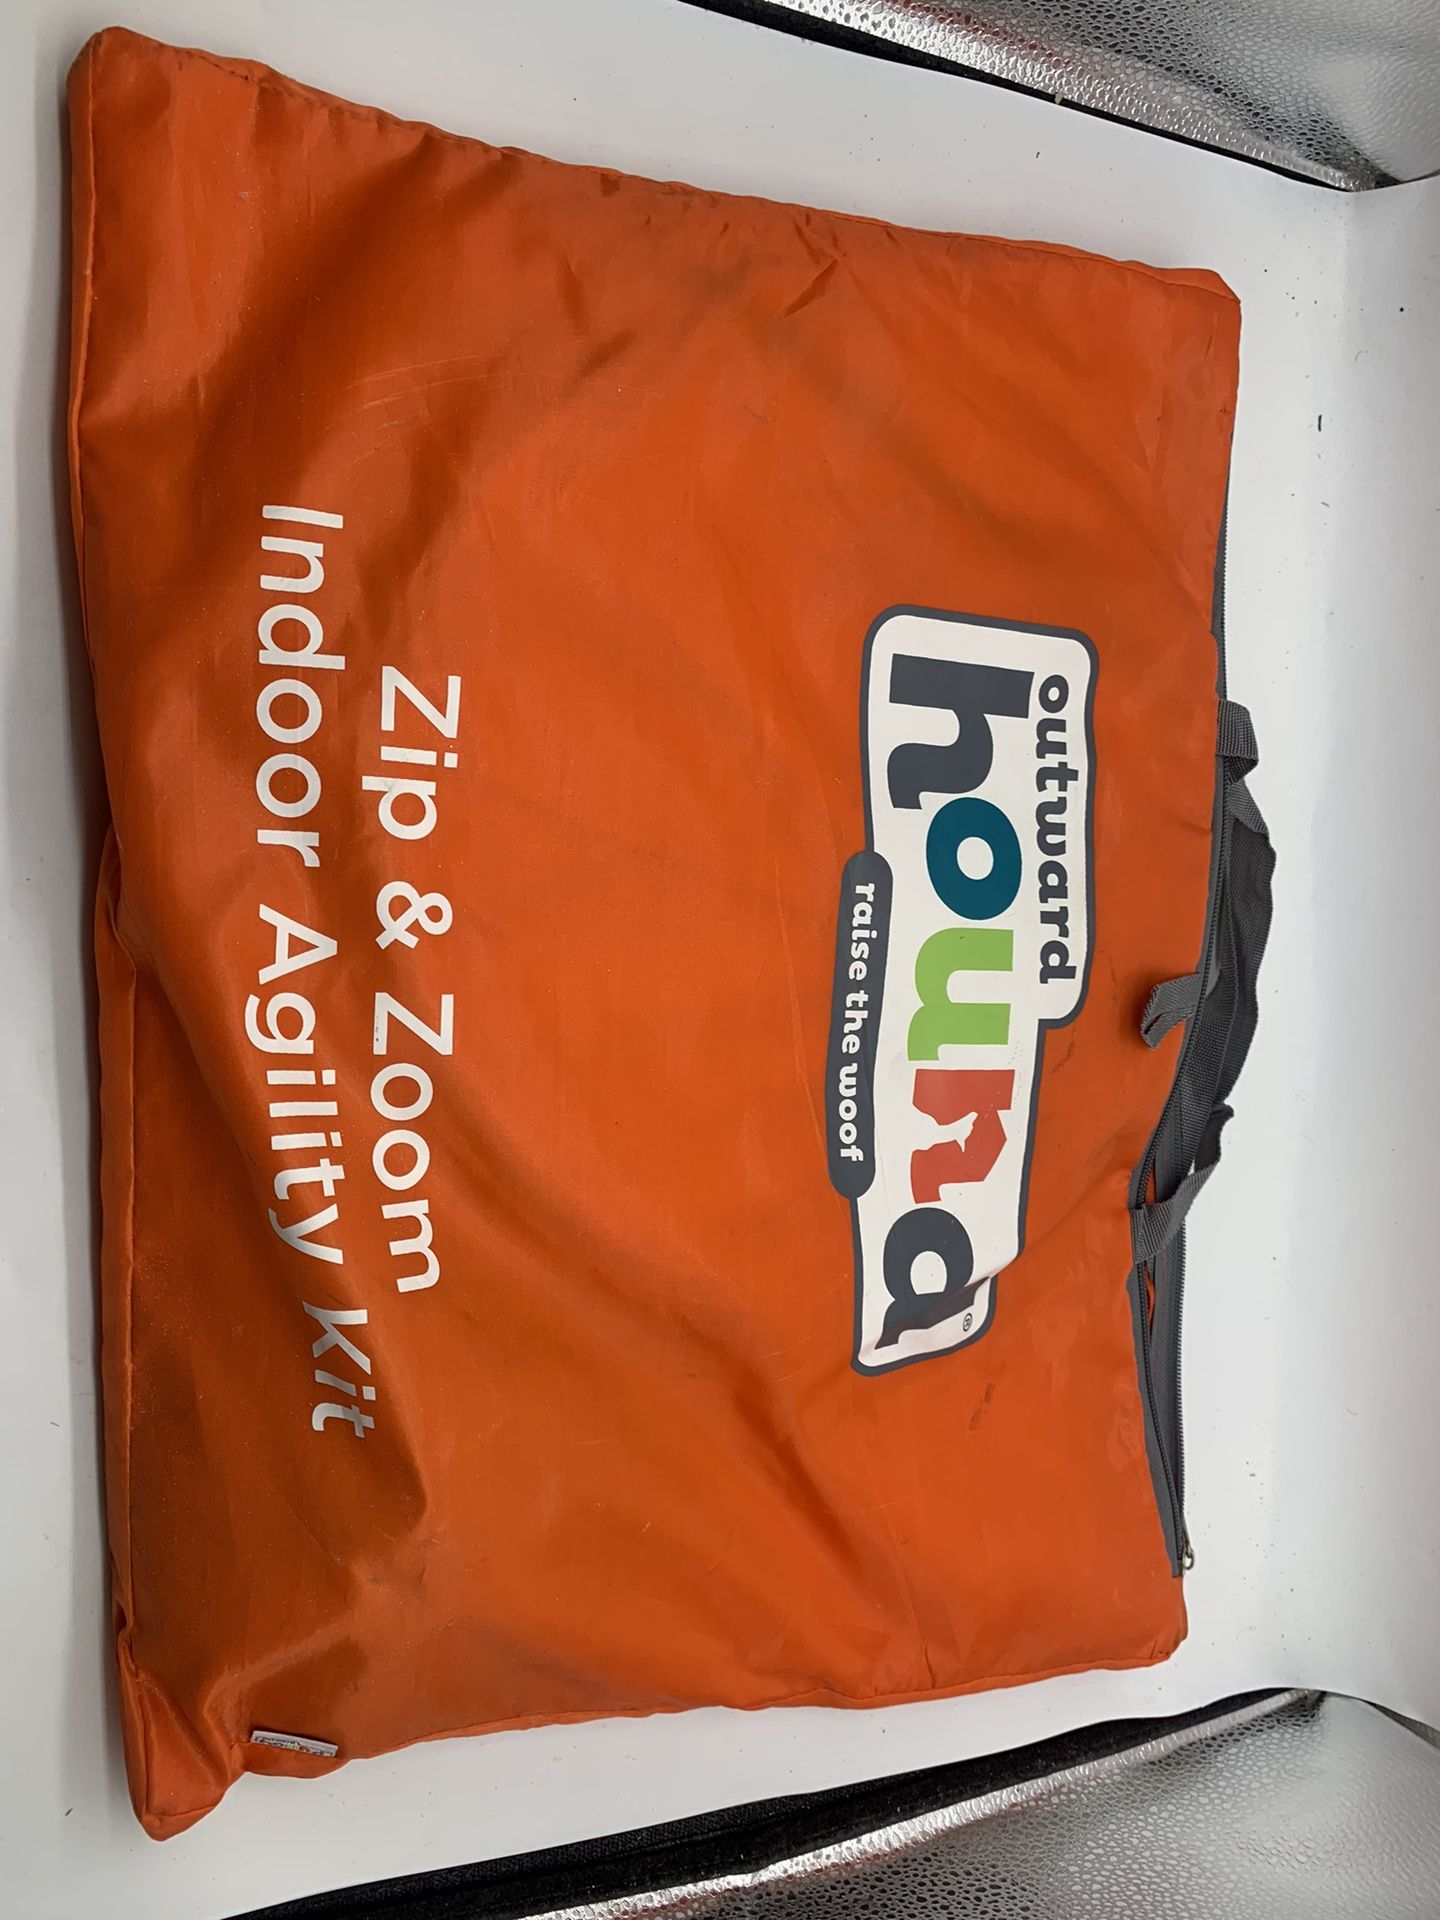 outward
hound®
raise the woof
Zip & Zoom
Indoor Agility Kit